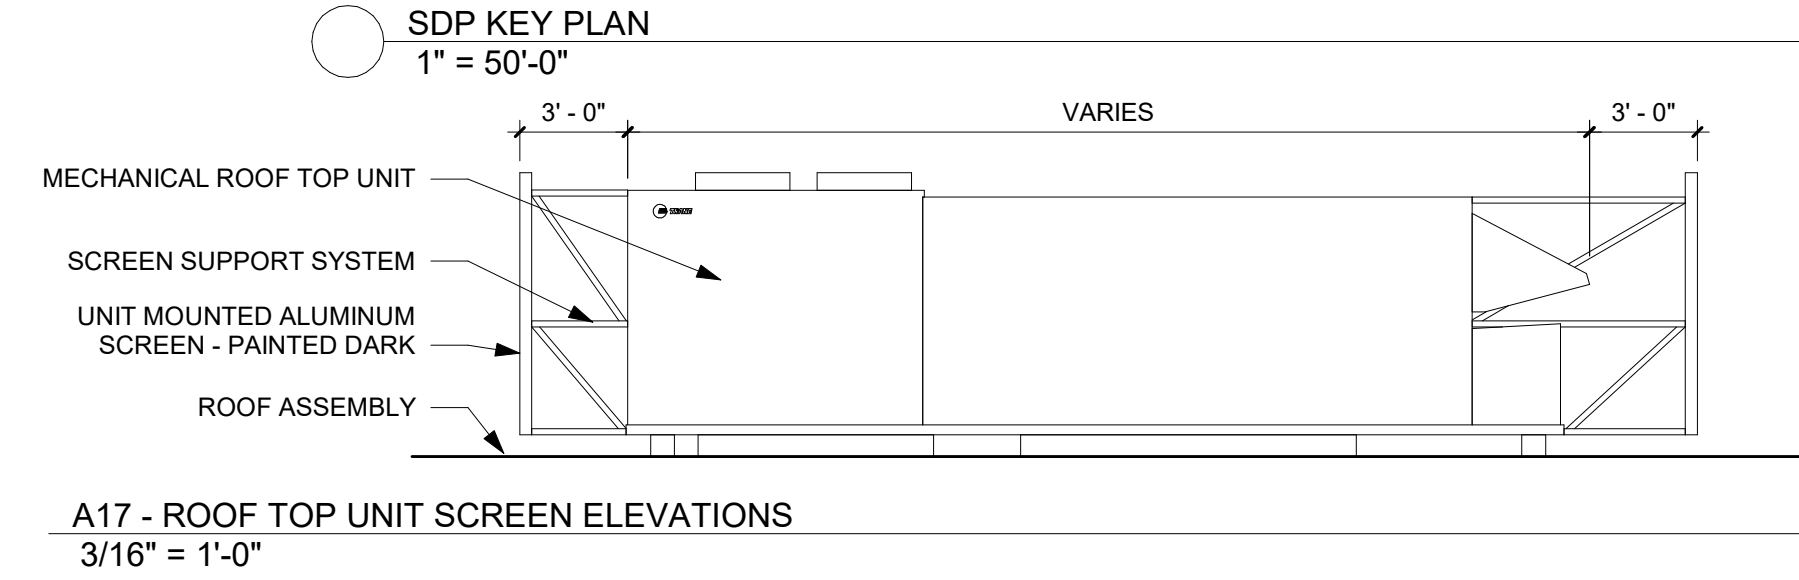 SDP KEY PLAN
1" = 50'-0"
3' - 0"
VARIES
3' - 0"
MECHANICAL ROOF TOP UNIT
SCREEN SUPPORT SYSTEM
UNIT MOUNTED ALUMINUM
SCREEN - PAINTED DARK
ROOF ASSEMBLY
A17 - ROOF TOP UNIT SCREEN ELEVATIONS
3/16" = 1'-0"